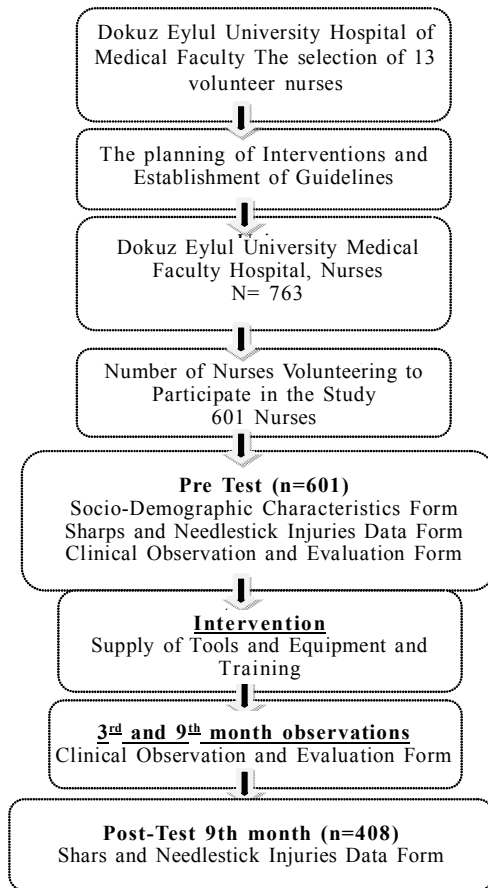 Dokuz Eylul University Hospital of
Medical Faculty The selection of 13
volunteer nurses
The planning of Interventions and
Establishment of Guidelines
Dokuz Eylul University Medical
Faculty Hospital, Nurses
N= 763
Number of Nurses Volunteering to
Participate in the Study
601 Nurses
Pre Test (n=601)
Socio-Demographic Characteristics Form
Sharps and Needlestick Injuries Data Form
Clinical Observation and Evaluation Form
Intervention
Supply of Tools and Equipment and
Training
3rd and 9th month observations
Clinical Observation and Evaluation Form
Post-Test 9th month (n=408)
Shars and Needlestick Injuries Data Form